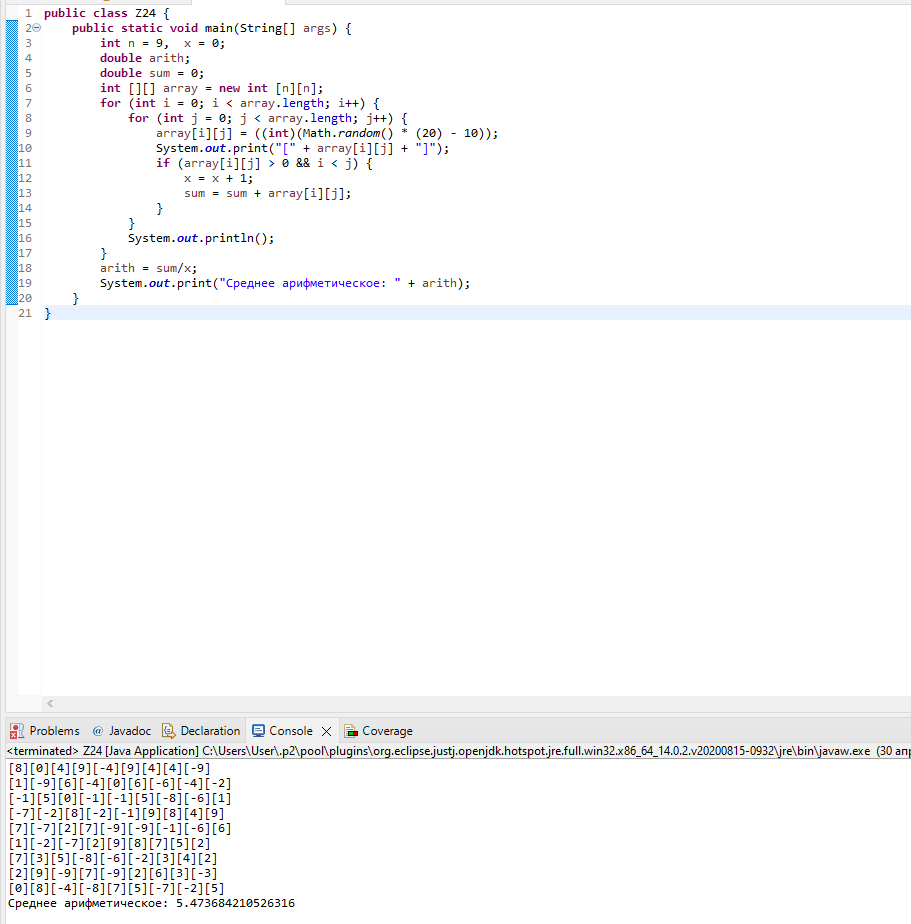 1 public class Z24 {
2 public static void main(String[] args) {
3 int n = 9,  x = 0;
4 double arith;
5 double sum = 0;
6 int [][] array = new int [n][n];
7 for (int i = 0; i < array.length; i++) {
8 for (int j = 0; j < array.length; j++) {
9 array[i][j] = ((int)(Math.random() * (20) - 10));
10 System.out.print("[" + array[i][j] + "]");
11 if (array[i][j] > 0 && i < j) {
12 x = x + 1;
13 sum = sum + array[i][j];
14 }
15 }
16 System.out.println();
17 }
18 arith = sum/x;
19 System.out.print("Среднее арифметическое: " + arith);
20 }
21 }
Problems @ Javadoc Declaration Console Coverage
<terminated> Z24 [Java Application] C:\Users\User\.p2\pool\plugins\org.eclipse.justj.openjdk.hotspot.jre.full.win32.x86_64_14.0.2.v20200815-0932\jre\bin\javaw.exe (30 апр
[8][0][4][9][-4][9][4][4][-9]
[1][-9][6][-4][0][6][-6][-4][-2]
[-1][5][0][-1][-1][5][-8][-6][1]
[-7][-2][8][-2][-1][9][8][4][9]
[7][-7][2][7][-9][-9][-1][-6][6]
[1][-2][-7][2][9][8][7][5][2]
[7][3][5][-8][-6][-2][3][4][2]
[2][9][-9][7][-9][2][6][3][-3]
[0][8][-4][-8][7][5][-7][-2][5]
Среднее арифметическое: 5.473684210526316